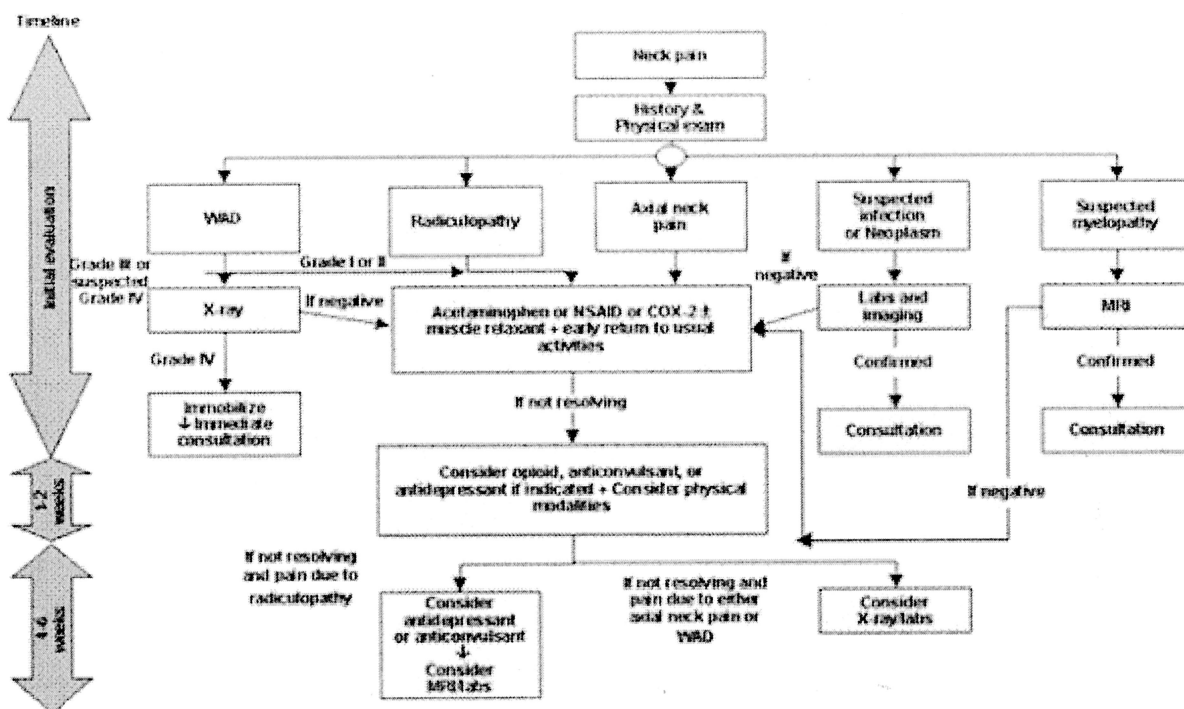 Timeline
Neck pain
History &
Physical exam
WAD
Radiculopathy
Axial neck
pain
Suspected
infection
or Neoplasm
Suspected
myelopathy
Initial evaluation
Grade III or
suspected
Grade IV
Grade I or II
If
negative
X-ray
If negative
Acetaminophen or NSAID or COX-2 ±
muscle relaxant + early return to usual
activities
Labs and
imaging
MRI
Grade IV
Confirmed
Confirmed
Immobilize
↓ Immediate
consultation
If not resolving
Consultation
Consultation
1-2
weeks
Consider opioid, anticonvulsant, or
antidepressant if indicated + Consider physical
modalities
If negative
4-6
weeks
If not resolving
and pain due to
radiculopathy
If not resolving and
pain due to either
axial neck pain or
WAD
Consider
antidepressant
or anticonvulsant
↓
Consider
MRI/labs
Consider
X-ray/labs